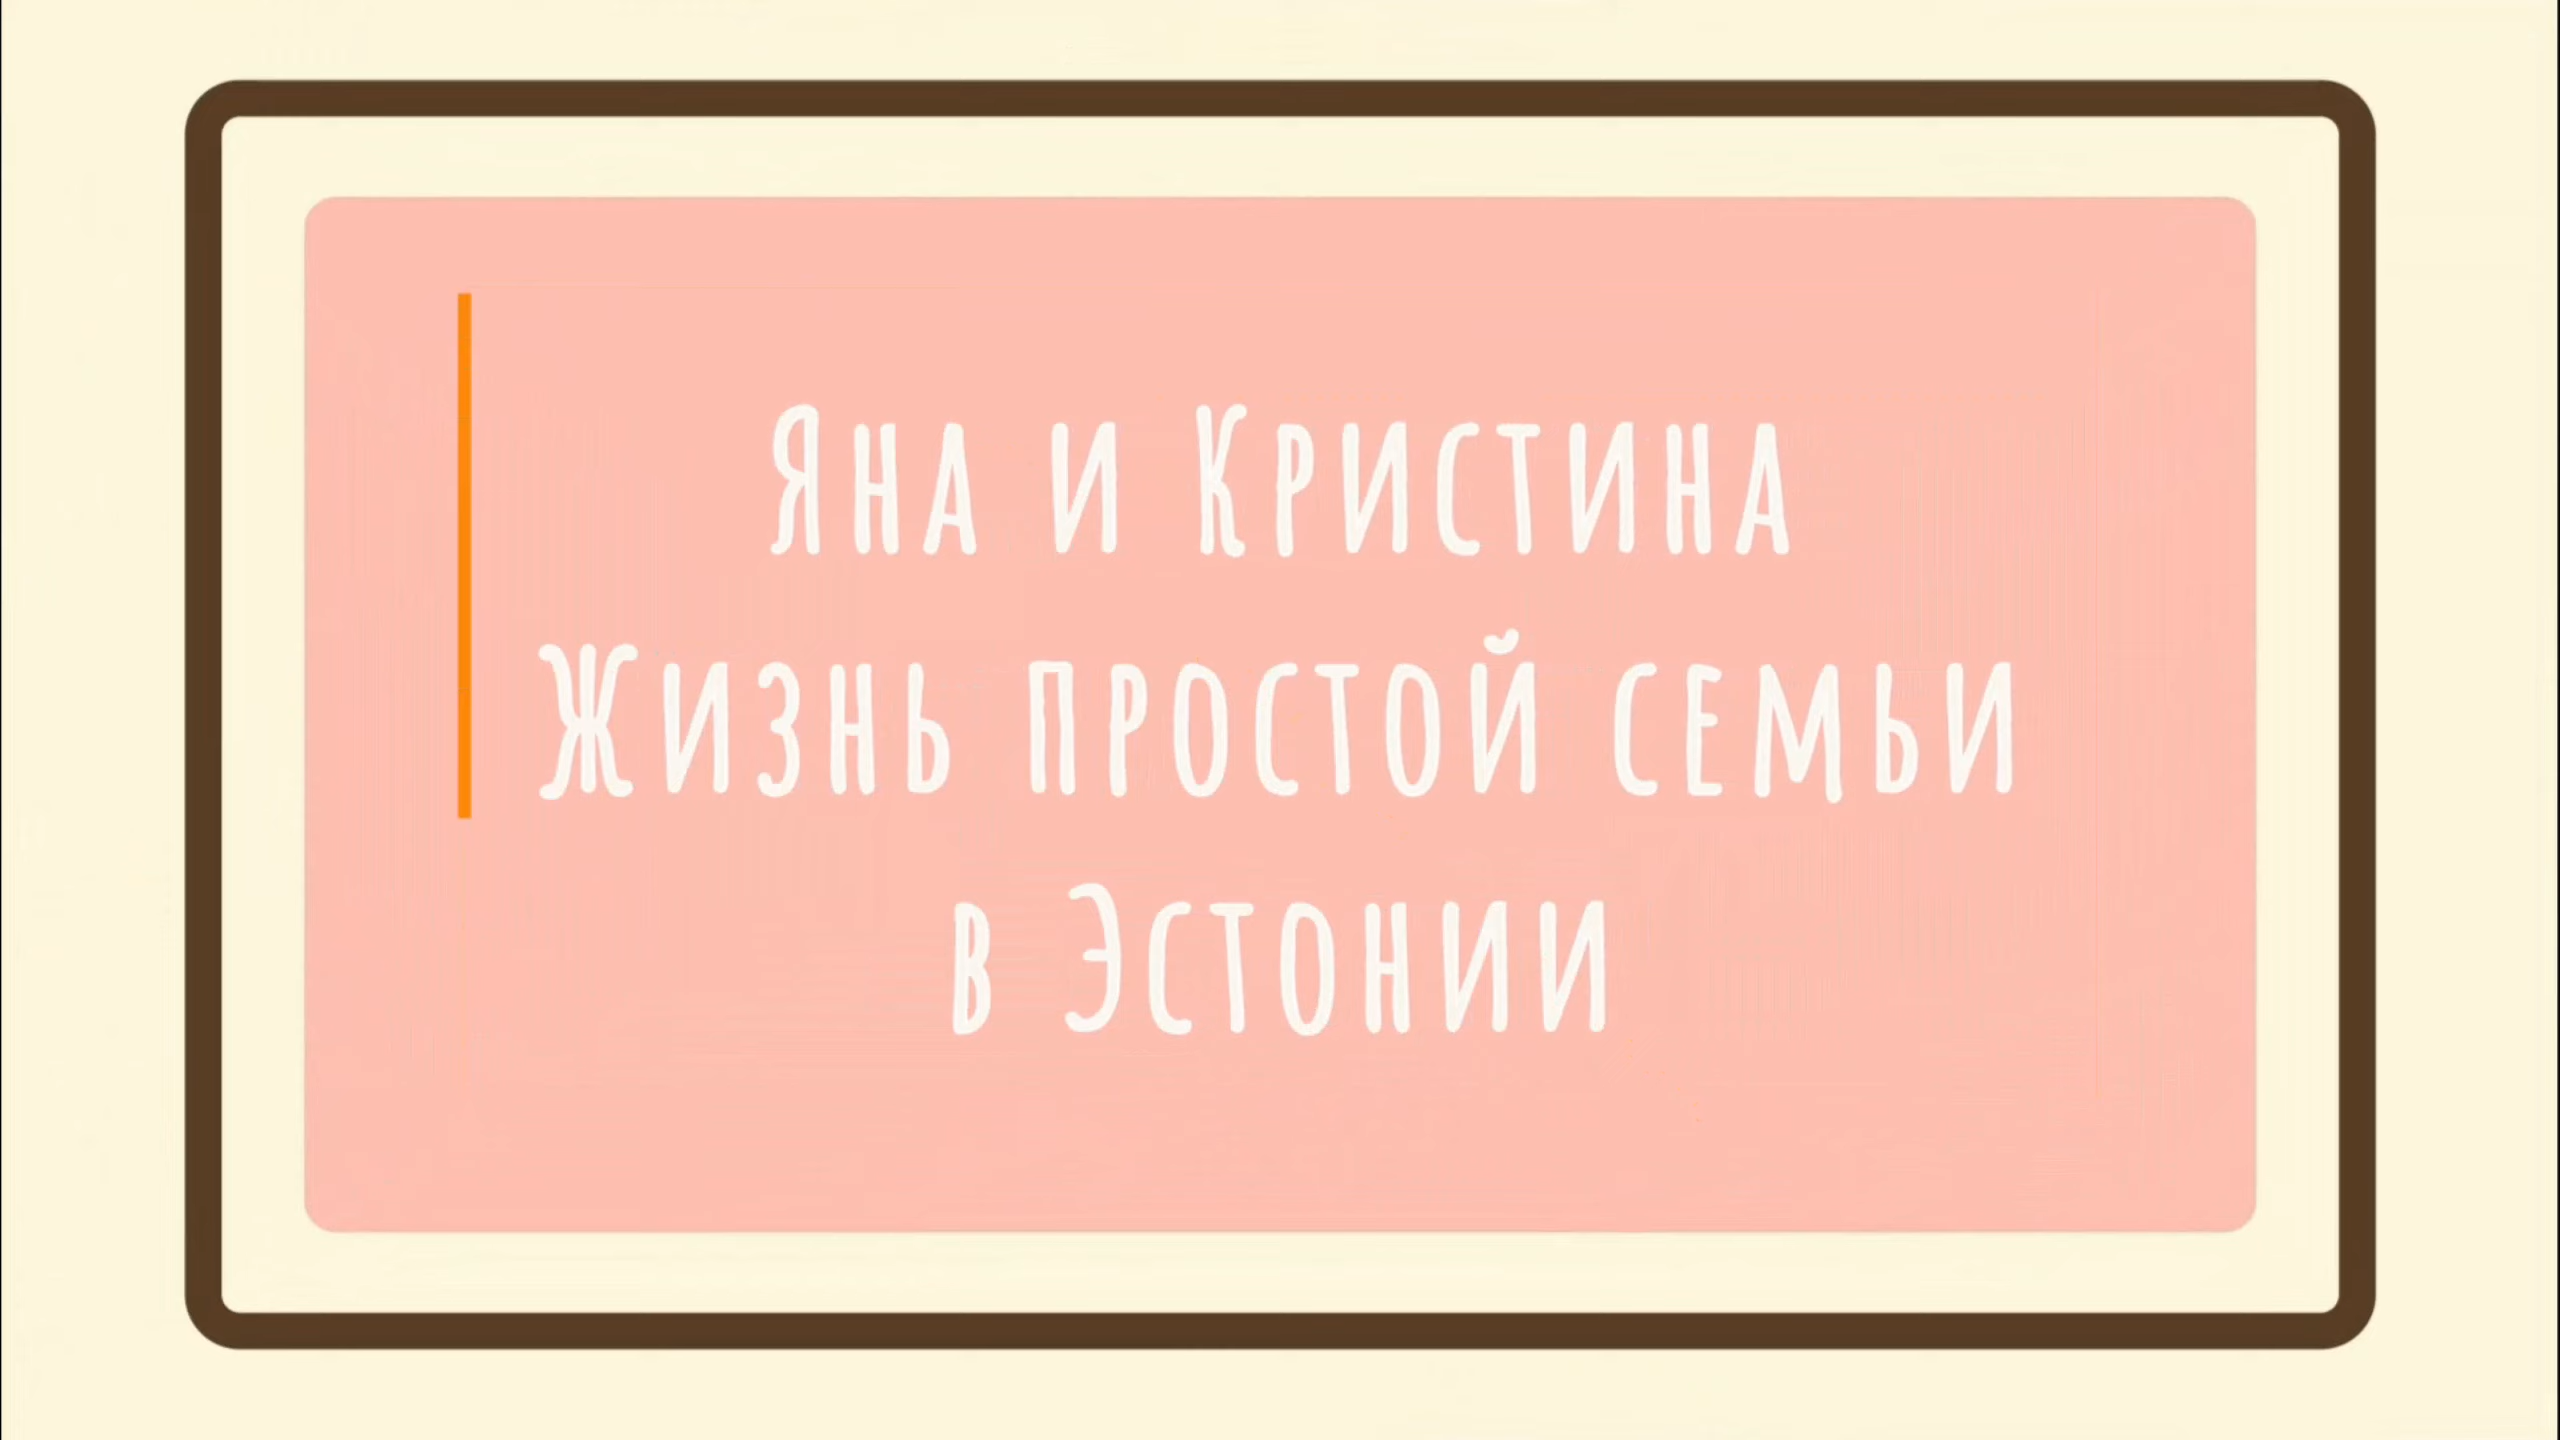 Яна и Кристина
Жизнь простой семьи
в Эстонии